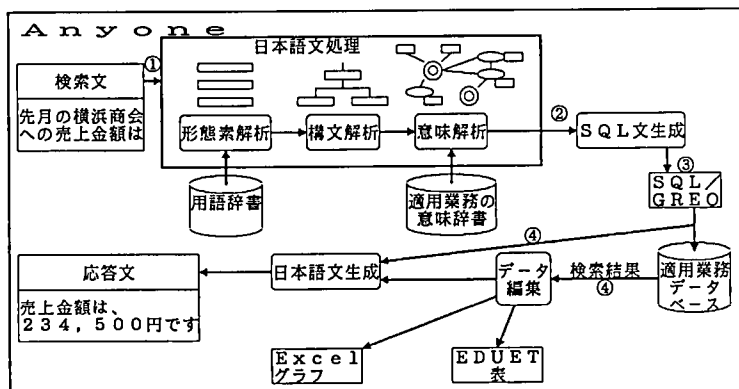 Ａｎｙｏｎｅ
日本語文処理
①
検索文
先月の横浜商会
への売上金額は
形態素解析
構文解析
意味解析
②
ＳＱＬ文生成
③
ＳＱＬ／
ＧＲＥＯ
用語辞書
適用業務の
意味辞書
④
応答文
売上金額は、
２３４，５００円です
日本語文生成
データ
編集
検索結果
④
適用業務
データ
ベース
Ｅｘｃｅｌ
グラフ
ＥＤＵＥＴ
表